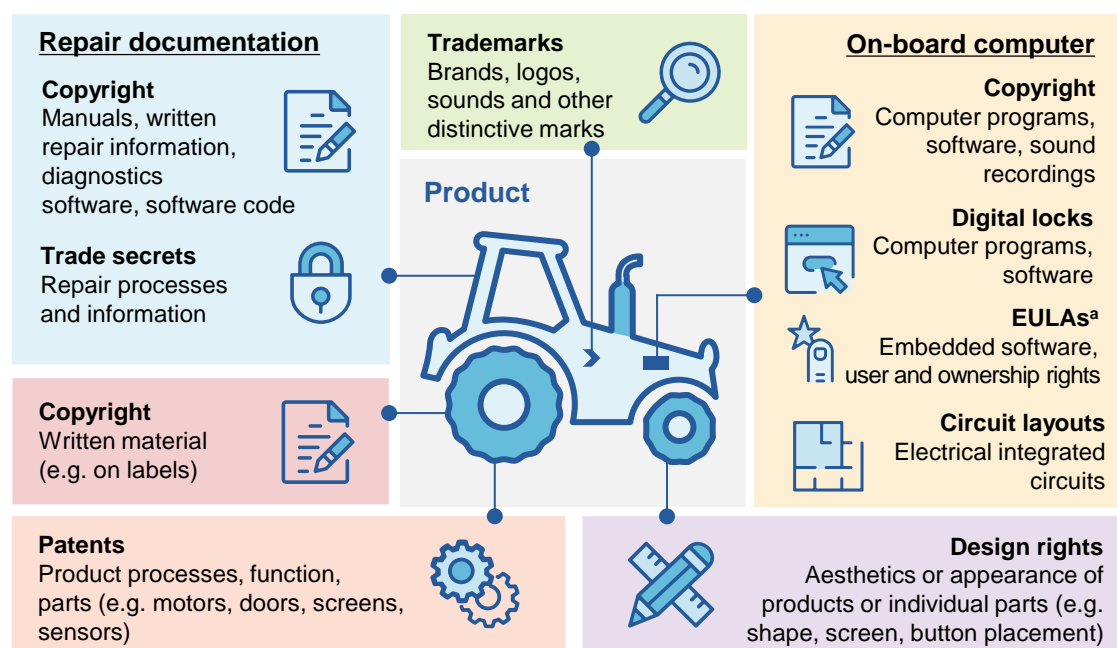 Repair documentation
Copyright
Manuals, written
repair information,
diagnostics
software, software code
Trade secrets
Repair processes
and information
Trademarks
Brands, logos,
sounds and other
distinctive marks
Product
On-board computer
Copyright
Computer programs,
software, sound
recordings
Digital locks
Computer programs,
software
EULAsᵃ
Embedded software,
user and ownership rights
Circuit layouts
Electrical integrated
circuits
Copyright
Written material
(e.g. on labels)
Patents
Product processes, function,
parts (e.g. motors, doors, screens,
sensors)
Design rights
Aesthetics or appearance of
products or individual parts (e.g.
shape, screen, button placement)